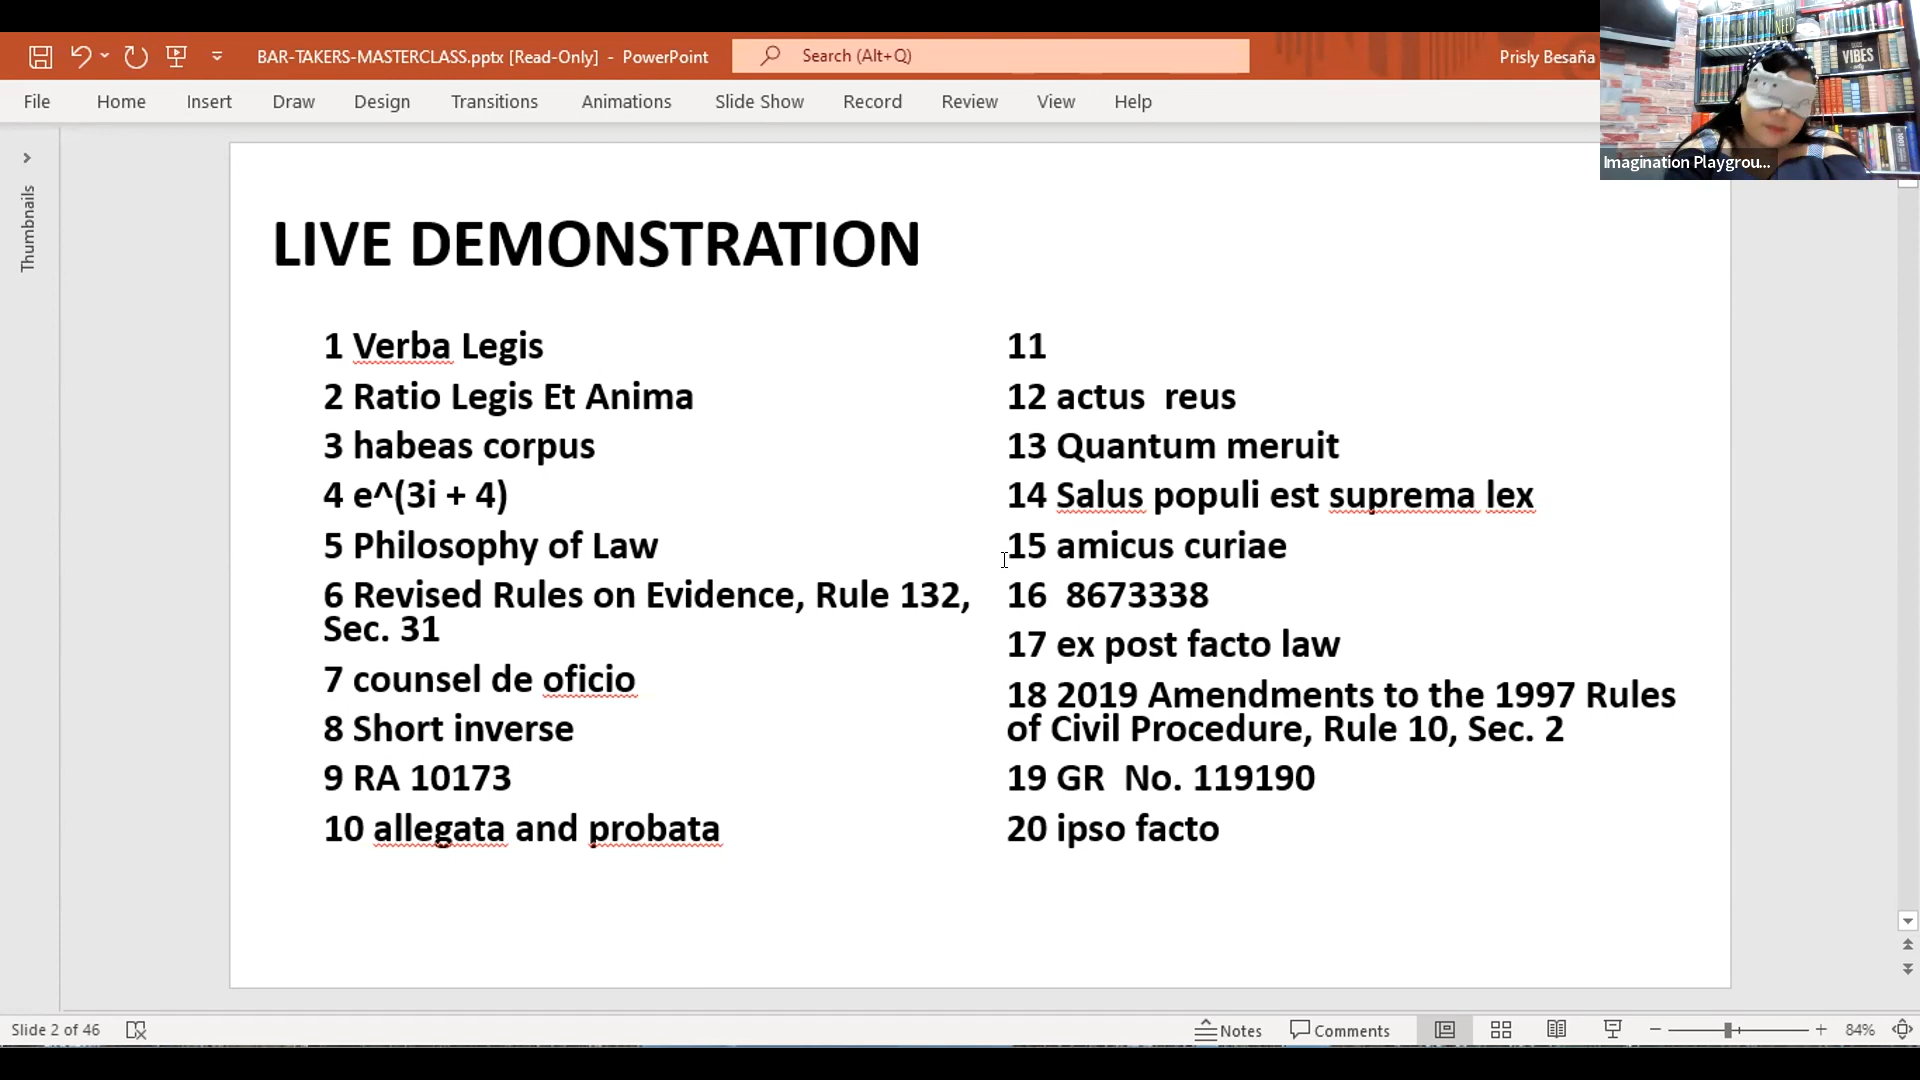 BAR-TAKERS-MASTERCLASS.pptx [Read-Only] - PowerPoint
Search (Alt+Q)
Prisly Besaña
File Home Insert Draw Design Transitions Animations Slide Show Record Review View Help
VIBES
Imagination Playgrou...
Thumbnails
LIVE DEMONSTRATION
1 Verba Legis
2 Ratio Legis Et Anima
3 habeas corpus
4 e^(3i + 4)
5 Philosophy of Law
6 Revised Rules on Evidence, Rule 132,
Sec. 31
7 counsel de oficio
8 Short inverse
9 RA 10173
10 allegata and probata
11
12 actus  reus
13 Quantum meruit
14 Salus populi est suprema lex
15 amicus curiae
16  8673338
17 ex post facto law
18 2019 Amendments to the 1997 Rules
of Civil Procedure, Rule 10, Sec. 2
19 GR  No. 119190
20 ipso facto
Slide 2 of 46
Notes
Comments
84%